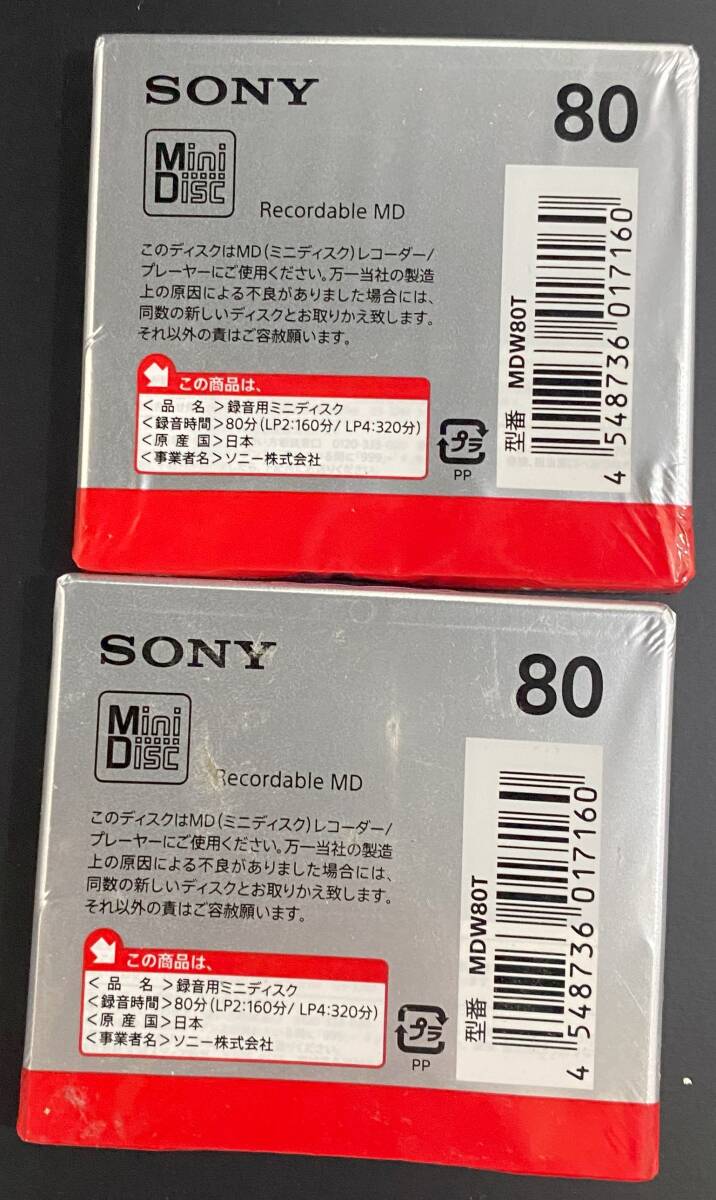 SONY
80
Mini
Disc
Recordable MD
このディスクはMD(ミニディスク)レコーダー/
プレーヤーにご使用ください。万一当社の製造
上の原因による不良がありました場合には、
同数の新しいディスクとお取りかえ致します。
それ以外の責はご容赦願います。
この商品は、
<品 名>録音用ミニディスク
<録音時間>80分(LP2:160分/ LP4:320分)
<原 産 国>日本
<事業者名>ソニー株式会社
プラ
PP
型番 MDW80T
4 548736 017160
SONY
80
Mini
Disc
Recordable MD
このディスクはMD(ミニディスク)レコーダー/
プレーヤーにご使用ください。万一当社の製造
上の原因による不良がありました場合には、
同数の新しいディスクとお取りかえ致します。
それ以外の責はご容赦願います。
この商品は、
<品 名>録音用ミニディスク
<録音時間>80分(LP2:160分/ LP4:320分)
<原 産 国>日本
<事業者名>ソニー株式会社
プラ
PP
型番 MDW80T
4 548736 017160